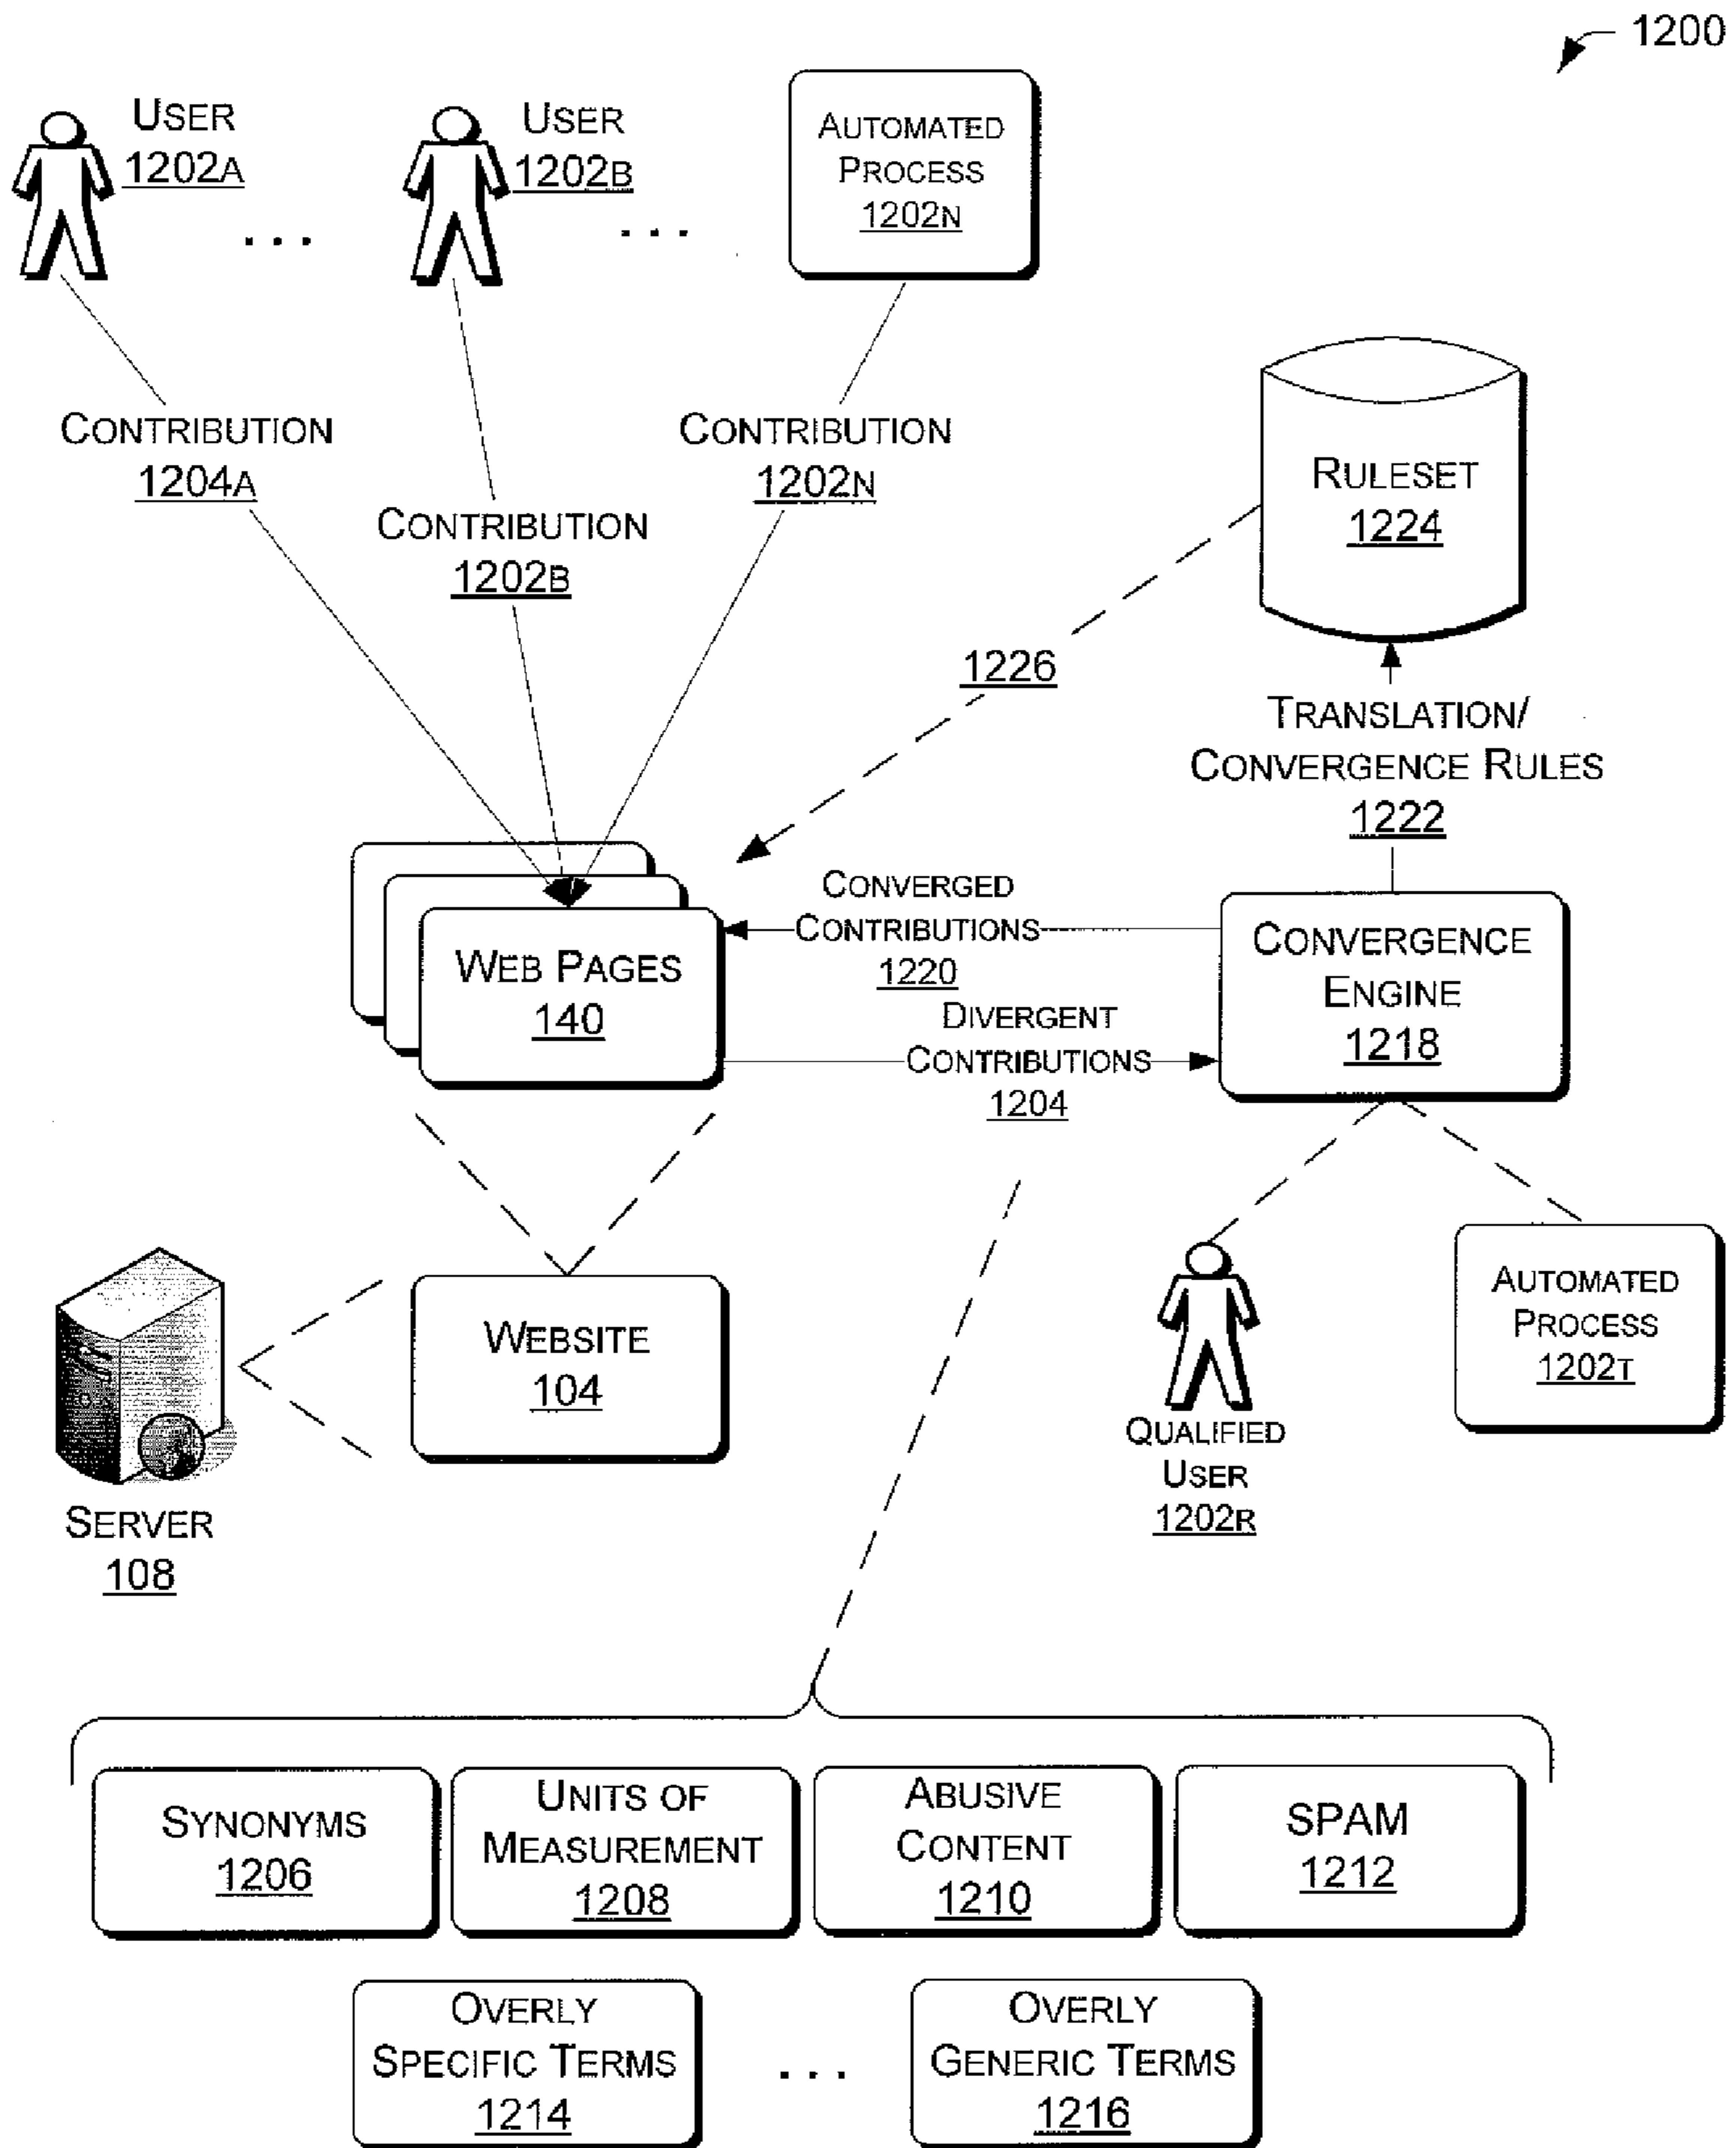 1200
User
1202A
User
1202B
Automated
Process
1202N
...
...
Contribution
1204A
Contribution
1202B
Contribution
1202N
Ruleset
1224
1226
Translation/
Convergence Rules
1222
Converged
Contributions
1220
Web Pages
140
Convergence
Engine
1218
Divergent
Contributions
1204
Website
104
Server
108
Qualified
User
1202R
Automated
Process
1202T
Synonyms
1206
Units of
Measurement
1208
Abusive
Content
1210
SPAM
1212
Overly
Specific Terms
1214
...
Overly
Generic Terms
1216